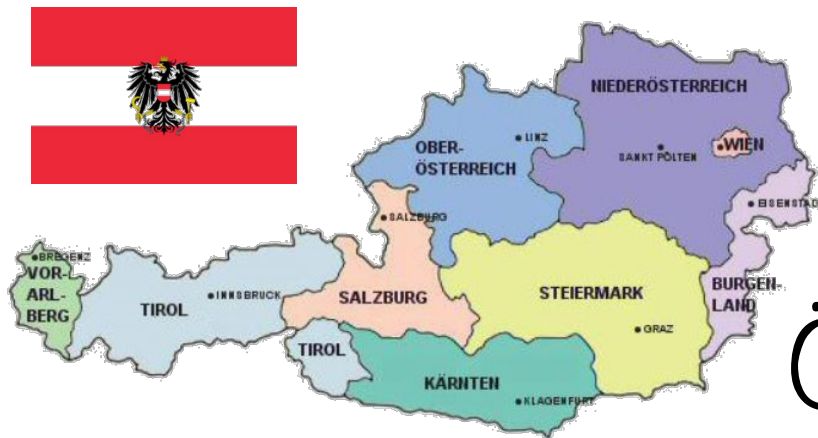 NIEDERÖSTERREICH
LINZ
OBER-
ÖSTERREICH
SANKT PÖLTEN
WIEN
EISENSTAD
SALZBURG
BREGENZ
VOR-
ARL-
BERG
TIROL
INNSBRUCK
SALZBURG
STEIERMARK
BURGEN-
LAND
GRAZ
TIROL
KÄRNTEN
KLAGENFURT
Ö